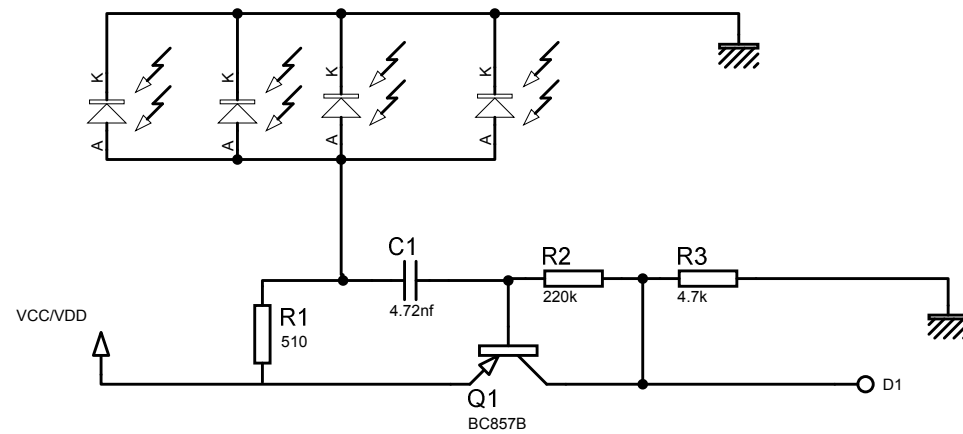 K
K
K
K
A
A
A
A
C1
4.72nf
R2
220k
R3
4.7k
VCC/VDD
R1
510
Q1
BC857B
D1